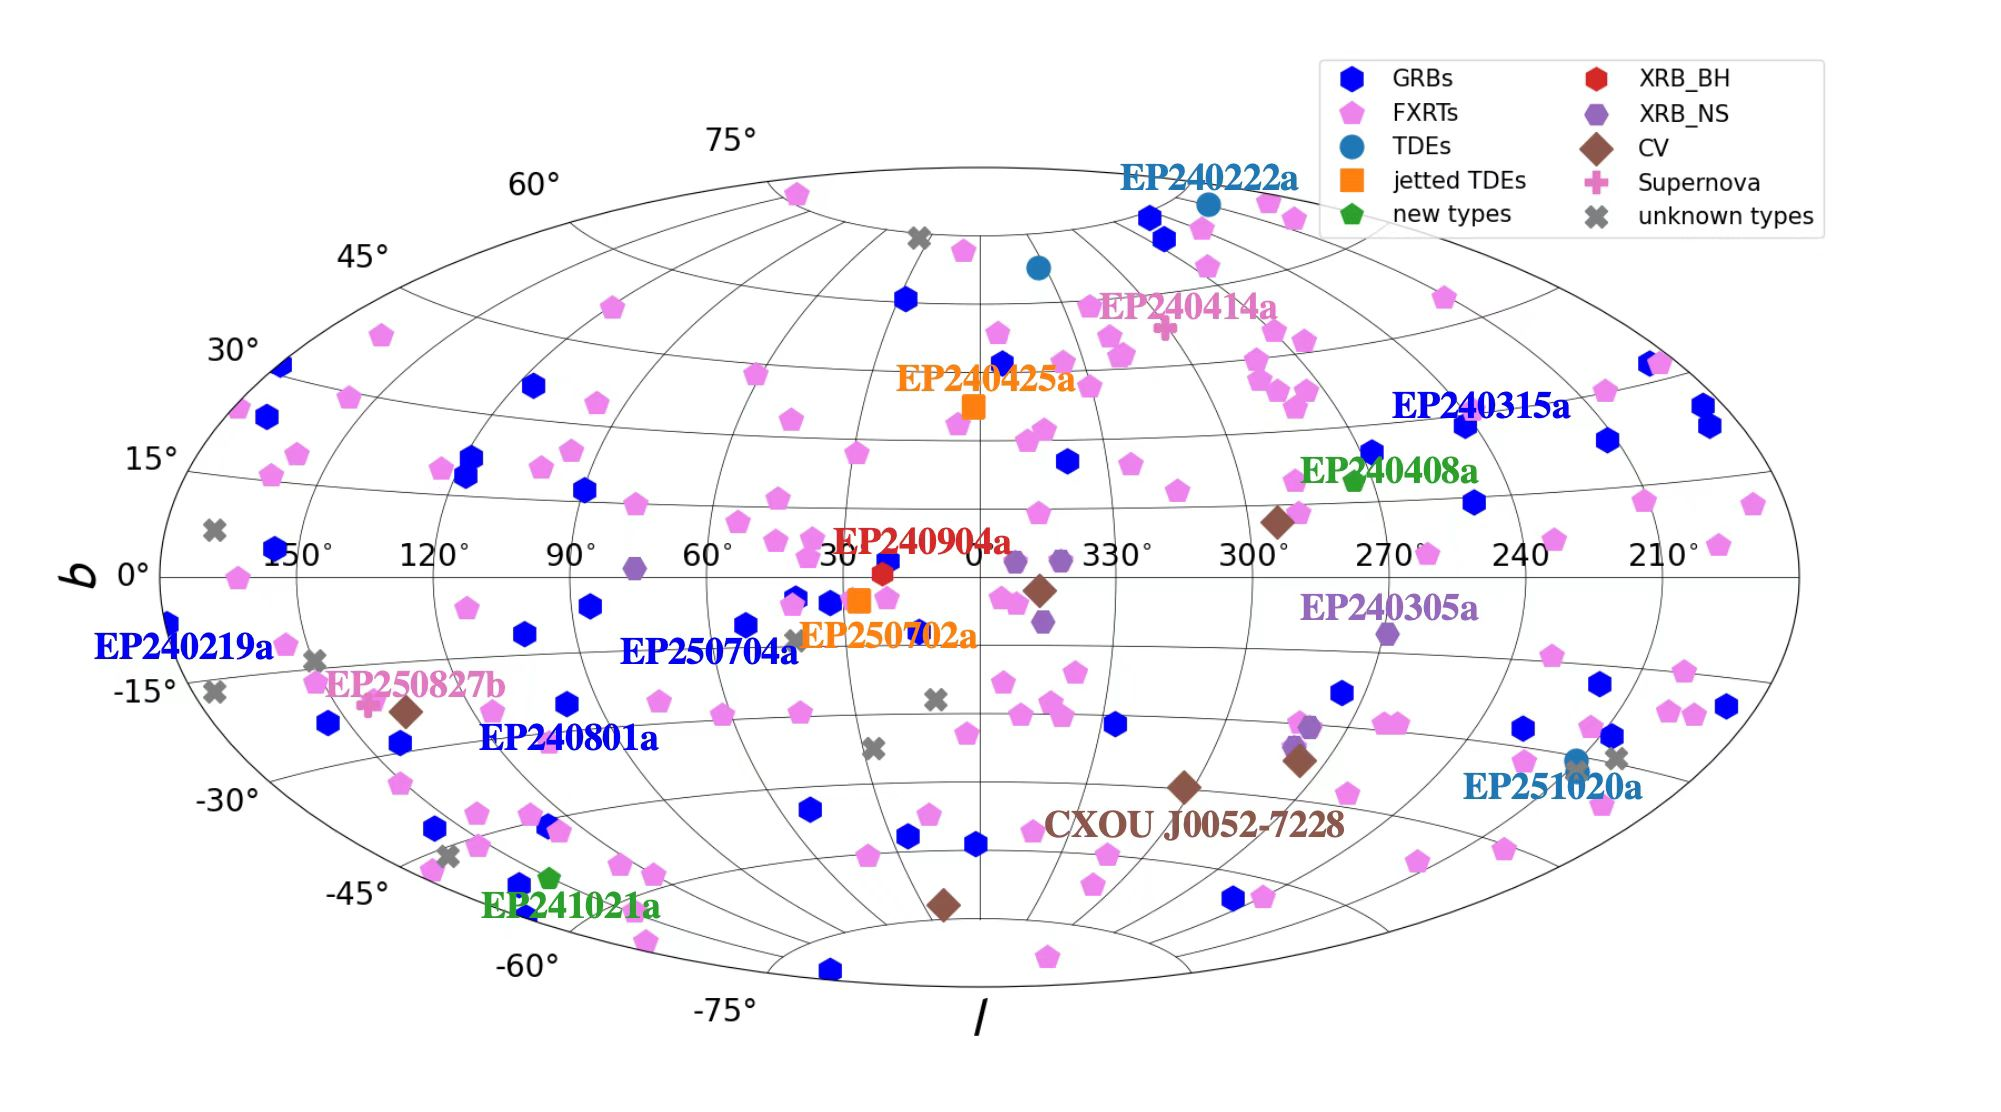 75°
60°
45°
30°
15°
0°
-15°
-30°
-45°
-60°
-75°
b
l
150° 120° 90° 60° 30 0 330° 300° 270° 240 210°
GRBs
FXRTs
TDEs
jetted TDEs
new types
XRB_BH
XRB_NS
CV
Supernova
unknown types
EP240222a
EP240414a
EP240425a
EP240315a
EP240408a
EP240904a
EP240305a
EP240219a
EP250704a
EP250702a
EP250827b
EP240801a
EP251020a
CXOU J0052-7228
EP241021a